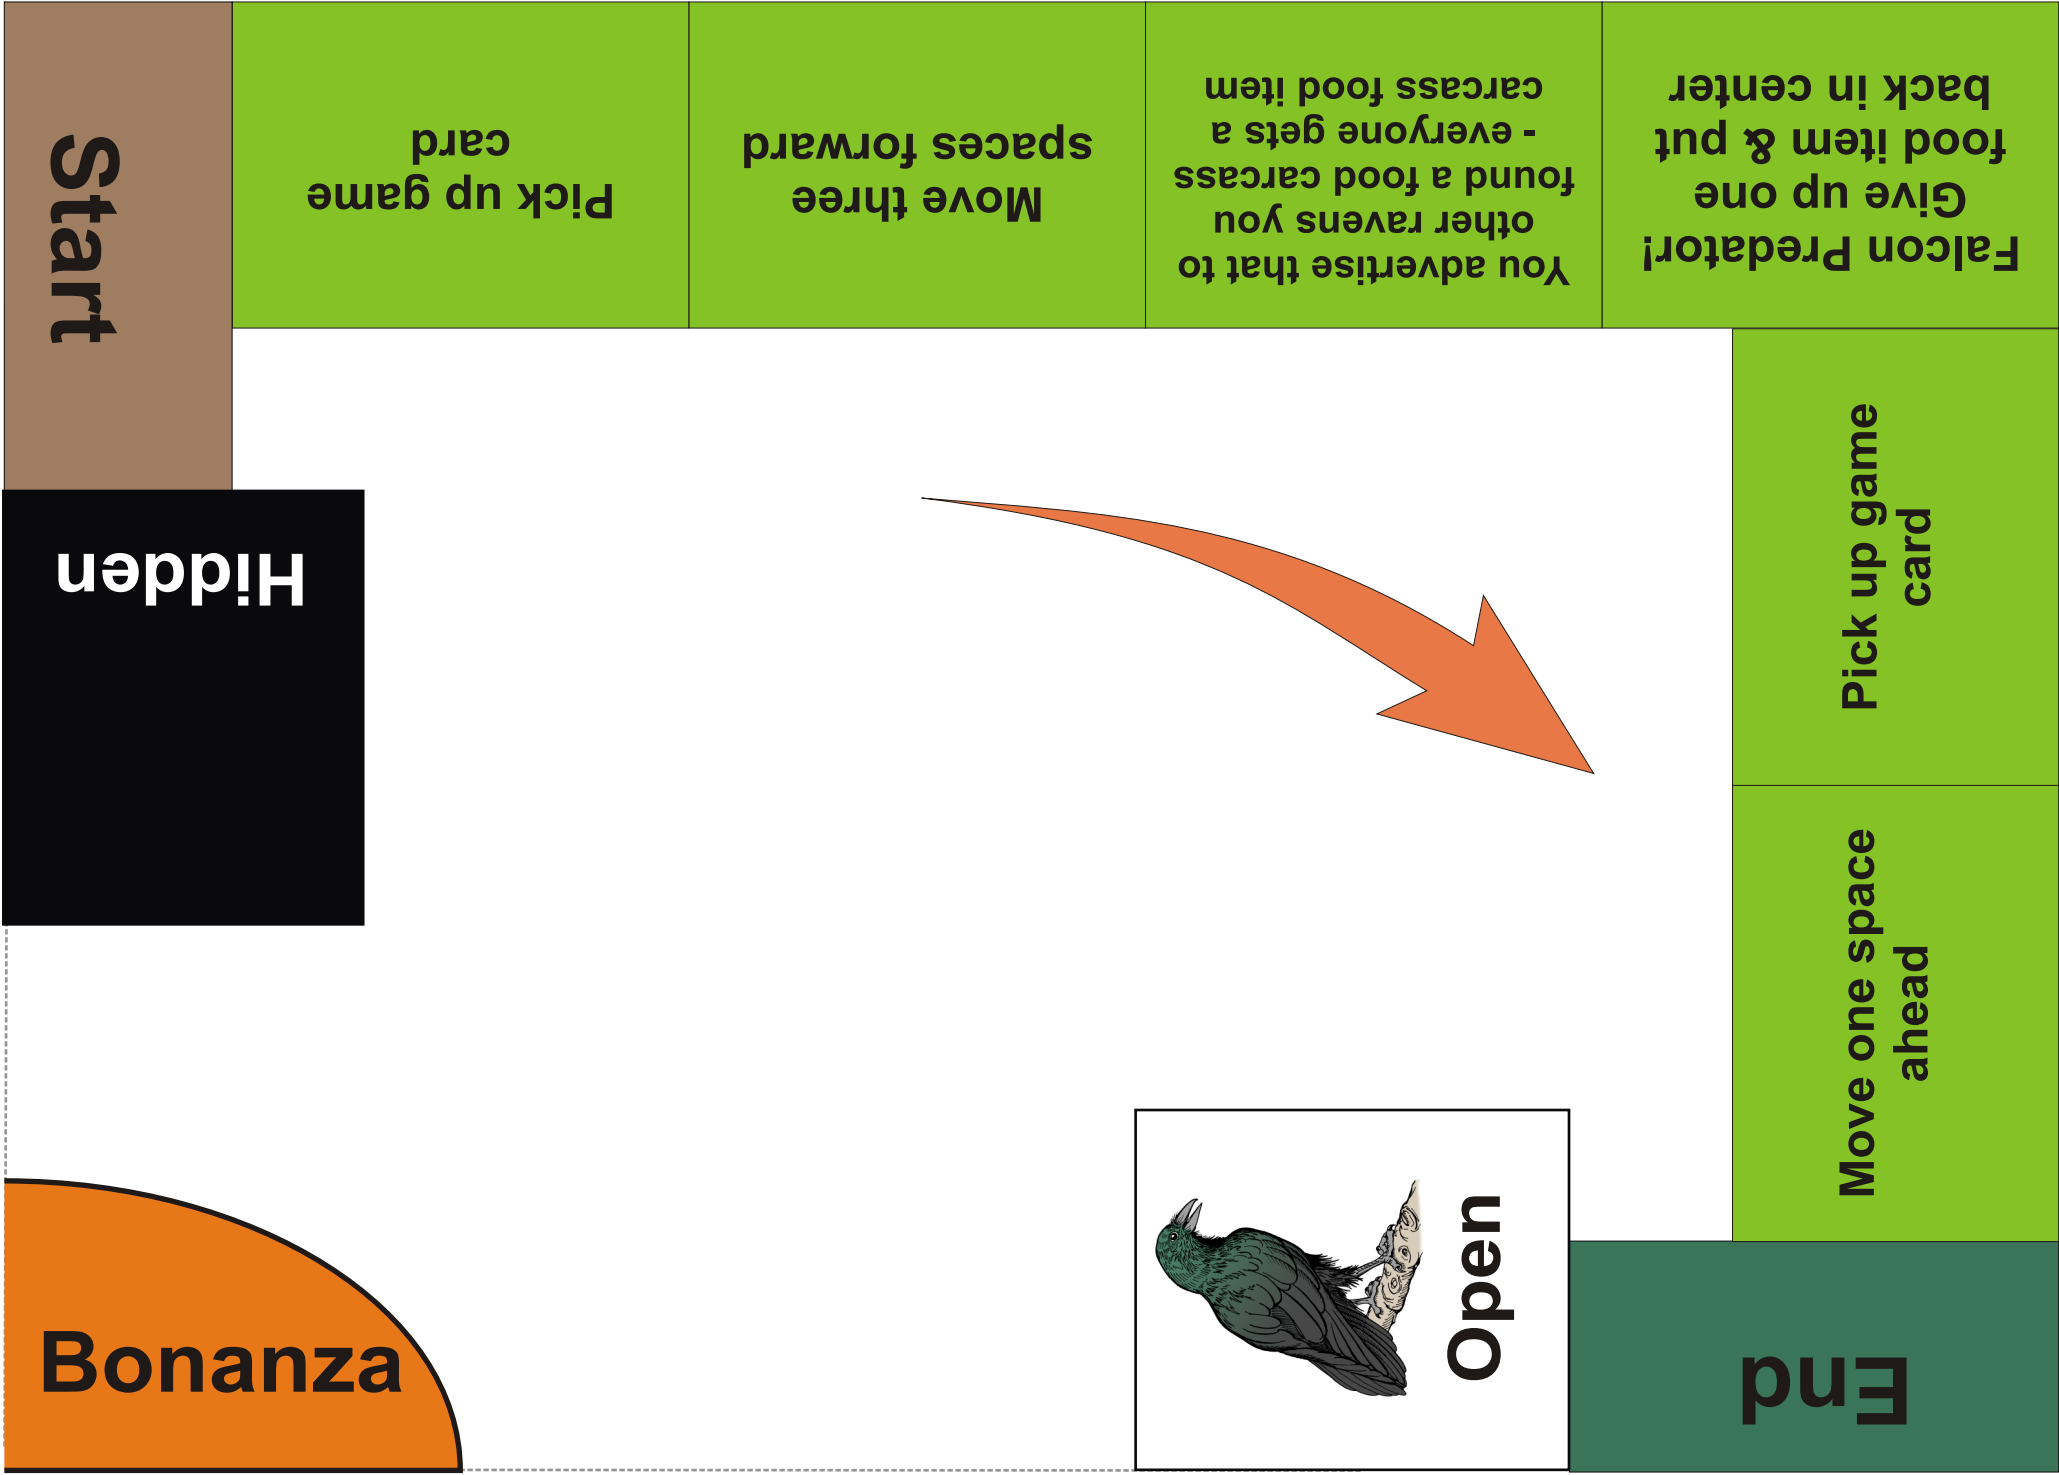 Start
Pick up game
card
Move three
spaces forward
You advertise that to
other ravens you
found a food carcass
- everyone gets a
carcass food item
Falcon Predator!
Give up one
food item & put
back in center
Pick up game
card
Move one space
ahead
End
Hidden
Open
Bonanza